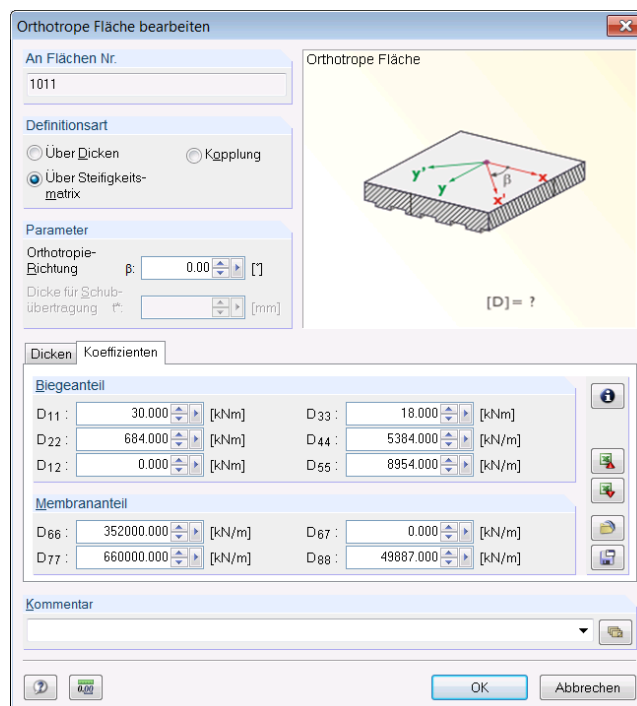 Orthotrope Fläche bearbeiten
An Flächen Nr.
1011
Definitionsart
Über Dicken
Kopplung
Über Steifigkeits-
matrix
Parameter
Orthotropie-
Richtung β: 0.00 [°]
Dicke für Schub-
übertragung t*: [mm]
Orthotrope Fläche
y'
y
β
x
x'
[D]= ?
Dicken
Koeffizienten
Biegeanteil
D11 : 30.000 [kNm] D33 : 18.000 [kNm]
D22 : 684.000 [kNm] D44 : 5384.000 [kN/m]
D12 : 0.000 [kNm] D55 : 8954.000 [kN/m]
Membrananteil
D66 : 352000.000 [kN/m] D67 : 0.000 [kN/m]
D77 : 660000.000 [kN/m] D88 : 49887.000 [kN/m]
Kommentar
0.00
OK
Abbrechen